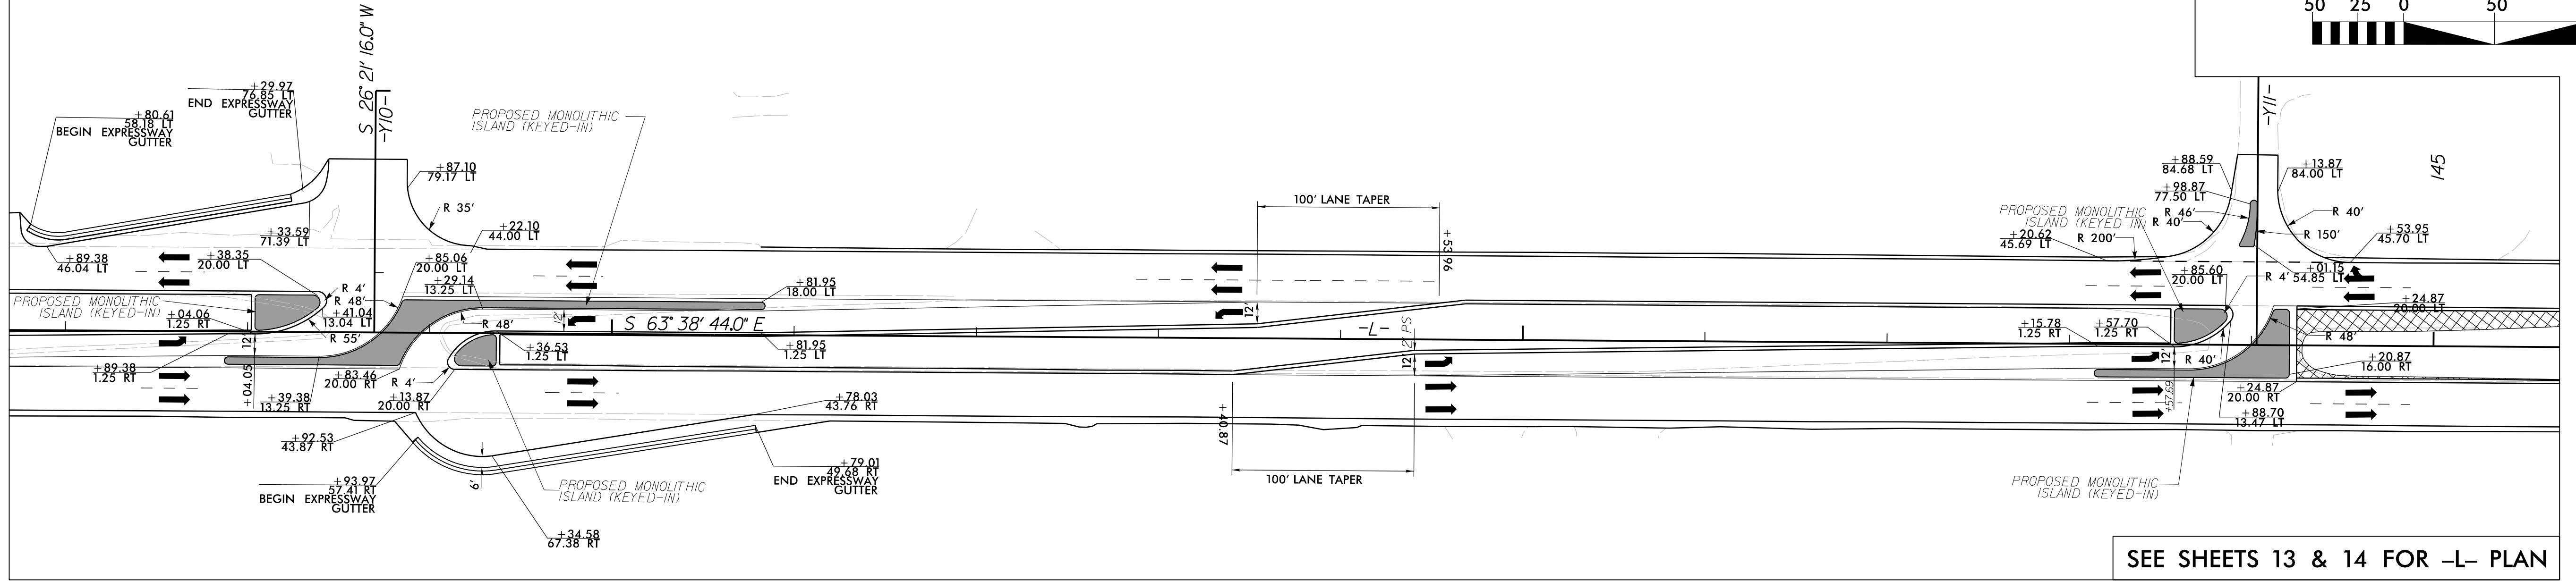 50 25 0 50
S 26° 21' 16.0" W
-Y10-
-Y11-
145
+29.97
76.85 LT
END EXPRESSWAY
GUTTER
+80.61
58.18 LT
BEGIN EXPRESSWAY
GUTTER
PROPOSED MONOLITHIC
ISLAND (KEYED-IN)
+87.10
79.17 LT
R 35'
+22.10
44.00 LT
+33.59
71.39 LT
+89.38
46.04 LT
+38.35
20.00 LT
+85.06
20.00 LT
+29.14
13.25 LT
R 4'
R 48'
+41.04
13.04 LT
R 55'
PROPOSED MONOLITHIC
ISLAND (KEYED-IN)
+04.06
1.25 RT
12'
+81.95
18.00 LT
12'
R 48'
S 63° 38' 44.0" E
+36.53
1.25 LT
+81.95
1.25 LT
+89.38
1.25 RT
+04.05
+39.38
13.25 RT
+83.46
20.00 RT
R 4'
+13.87
20.00 RT
+92.53
43.87 RT
+93.97
57.41 RT
BEGIN EXPRESSWAY
GUTTER
9'
PROPOSED MONOLITHIC
ISLAND (KEYED-IN)
+34.58
67.38 RT
+78.03
43.76 RT
+79.01
49.68 RT
END EXPRESSWAY
GUTTER
100' LANE TAPER
+53.96
12'
-L-
2' PS
12'
+40.87
100' LANE TAPER
+88.59
84.68 LT
+98.87
77.50 LT
+13.87
84.00 LT
PROPOSED MONOLITHIC
ISLAND (KEYED-IN)
R 46'
R 40'
R 40'
R 150'
+20.62
45.69 LT
R 200'
+53.95
45.70 LT
+85.60
20.00 LT
R 4'
+01.15
54.85 LT
+24.87
20.00 LT
+15.78
1.25 RT
+57.70
1.25 RT
12'
R 40'
R 48'
+57.69
+20.87
16.00 RT
+24.87
20.00 RT
+88.70
13.47 LT
PROPOSED MONOLITHIC
ISLAND (KEYED-IN)
SEE SHEETS 13 & 14 FOR -L- PLAN